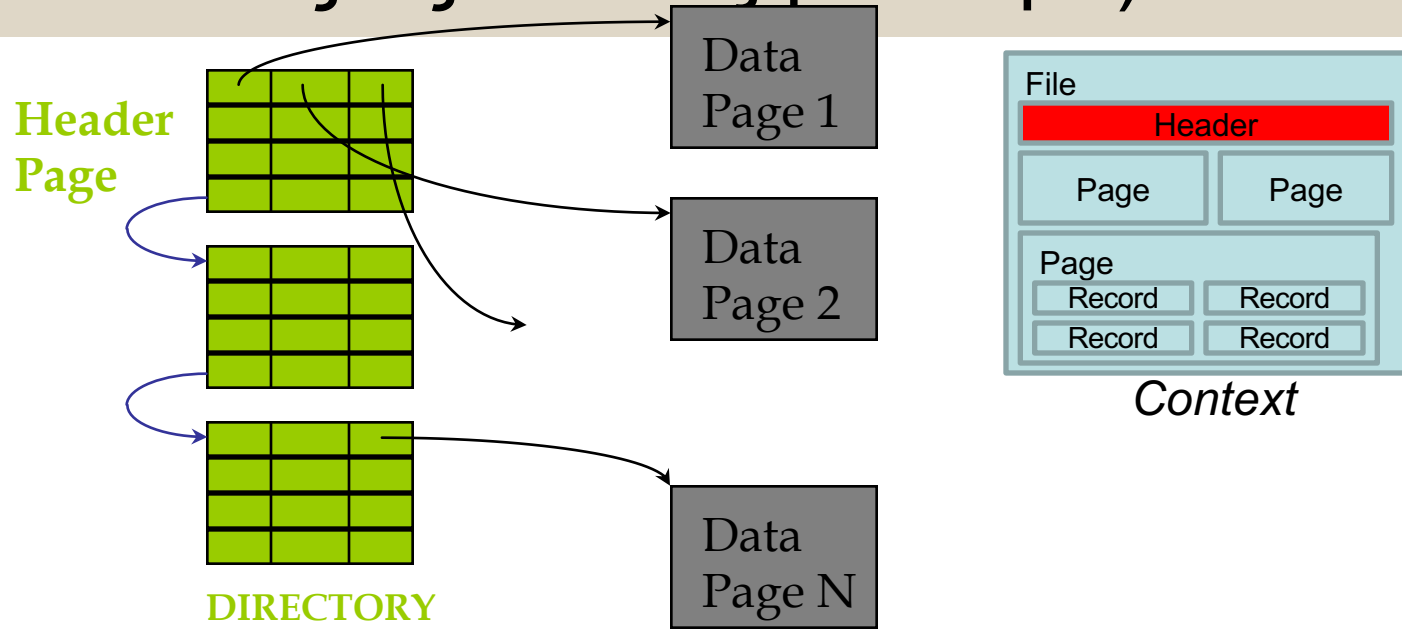 Header
Page
DIRECTORY
Data
Page 1
Data
Page 2
Data
Page N
File
Header
Page
Page
Page
Record
Record
Record
Record
Context